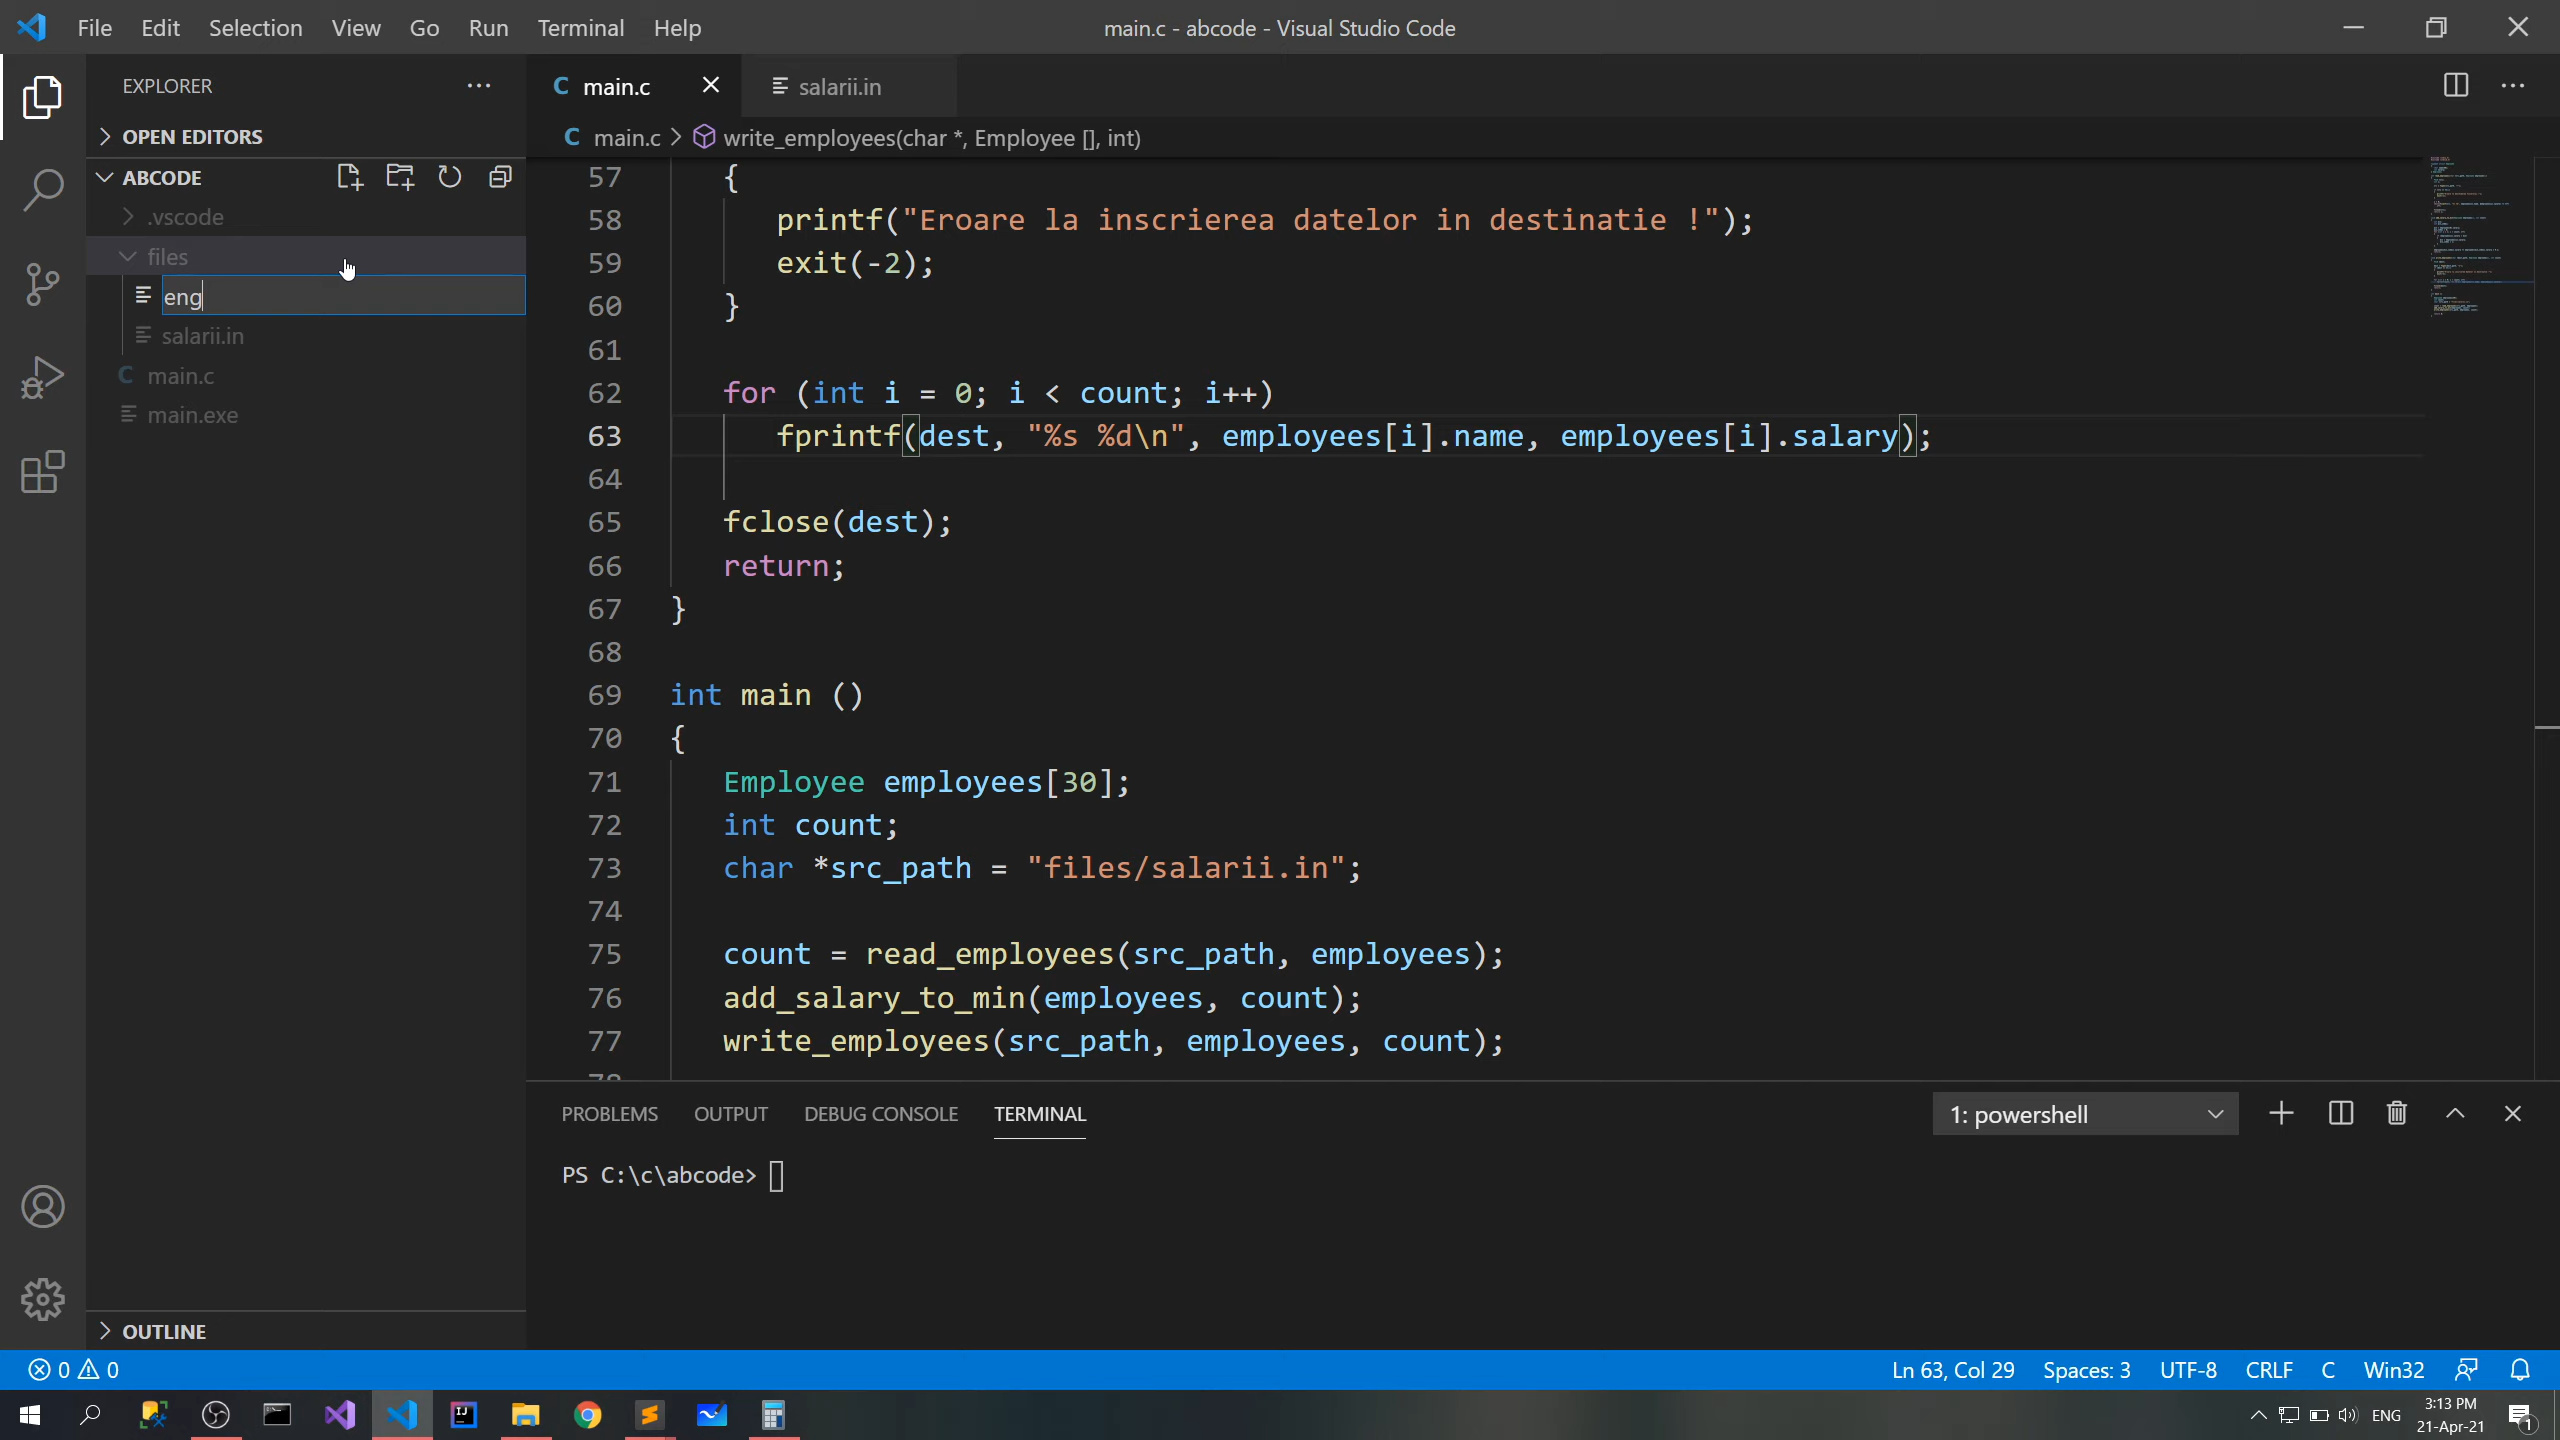 File Edit Selection View Go Run Terminal Help
main.c - abcode - Visual Studio Code
EXPLORER
OPEN EDITORS
ABCODE
.vscode
files
eng
salarii.in
main.c
main.exe
OUTLINE
C main.c
salarii.in
C main.c > write_employees(char *, Employee [], int)
57 {
58 printf("Eroare la inscrierea datelor in destinatie !");
59 exit(-2);
60 }
61
62 for (int i = 0; i < count; i++)
63 fprintf(dest, "%s %d\n", employees[i].name, employees[i].salary);
64
65 fclose(dest);
66 return;
67 }
68
69 int main ()
70 {
71 Employee employees[30];
72 int count;
73 char *src_path = "files/salarii.in";
74
75 count = read_employees(src_path, employees);
76 add_salary_to_min(employees, count);
77 write_employees(src_path, employees, count);
PROBLEMS OUTPUT DEBUG CONSOLE TERMINAL
1: powershell
PS C:\c\abcode>
0 0
Ln 63, Col 29 Spaces: 3 UTF-8 CRLF C Win32
ENG
3:13 PM
21-Apr-21
1